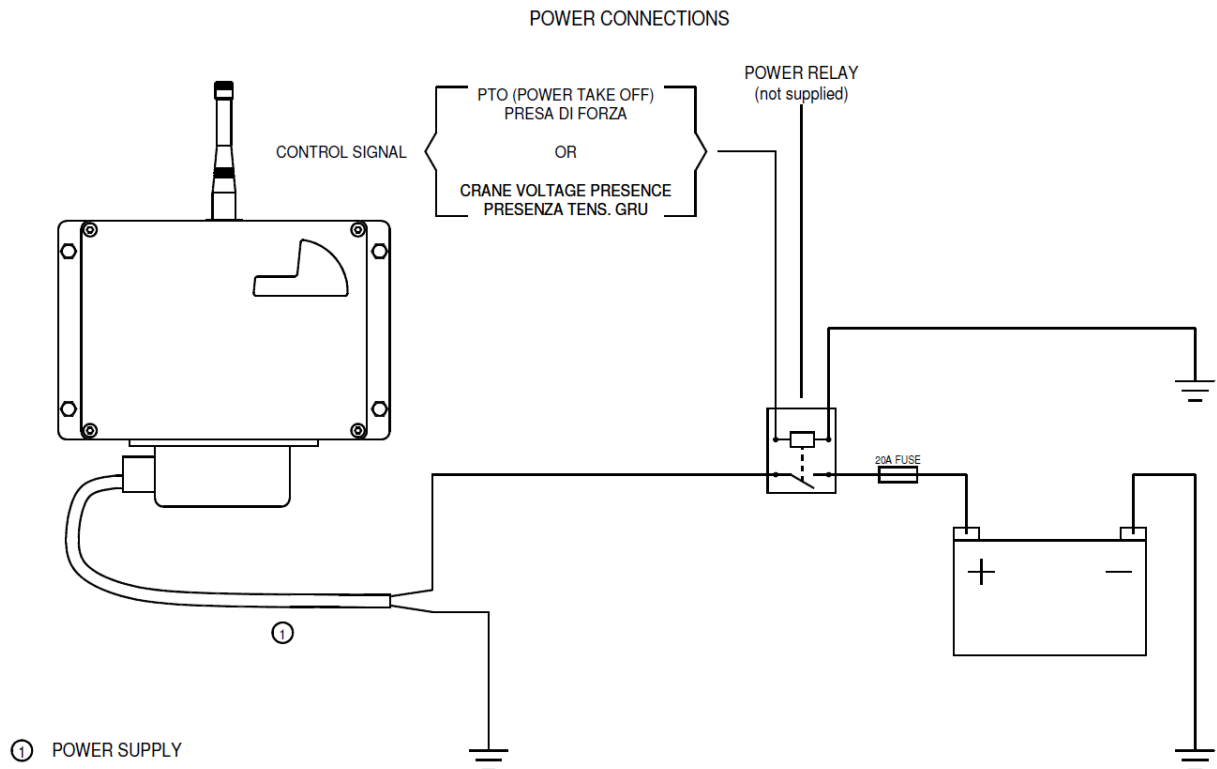 POWER CONNECTIONS
POWER RELAY
(not supplied)
PTO (POWER TAKE OFF)
PRESA DI FORZA
CONTROL SIGNAL
OR
CRANE VOLTAGE PRESENCE
PRESENZA TENS. GRU
20A FUSE
+ −
1
1 POWER SUPPLY